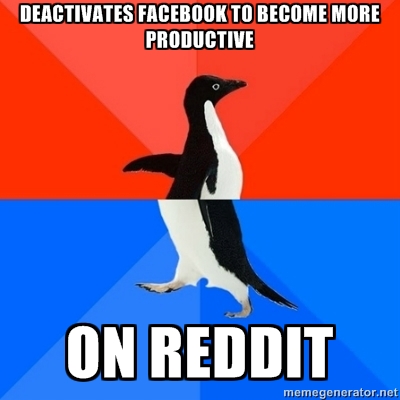 DEACTIVATES FACEBOOK TO BECOME MORE
PRODUCTIVE
ON REDDIT
memegenerator.net